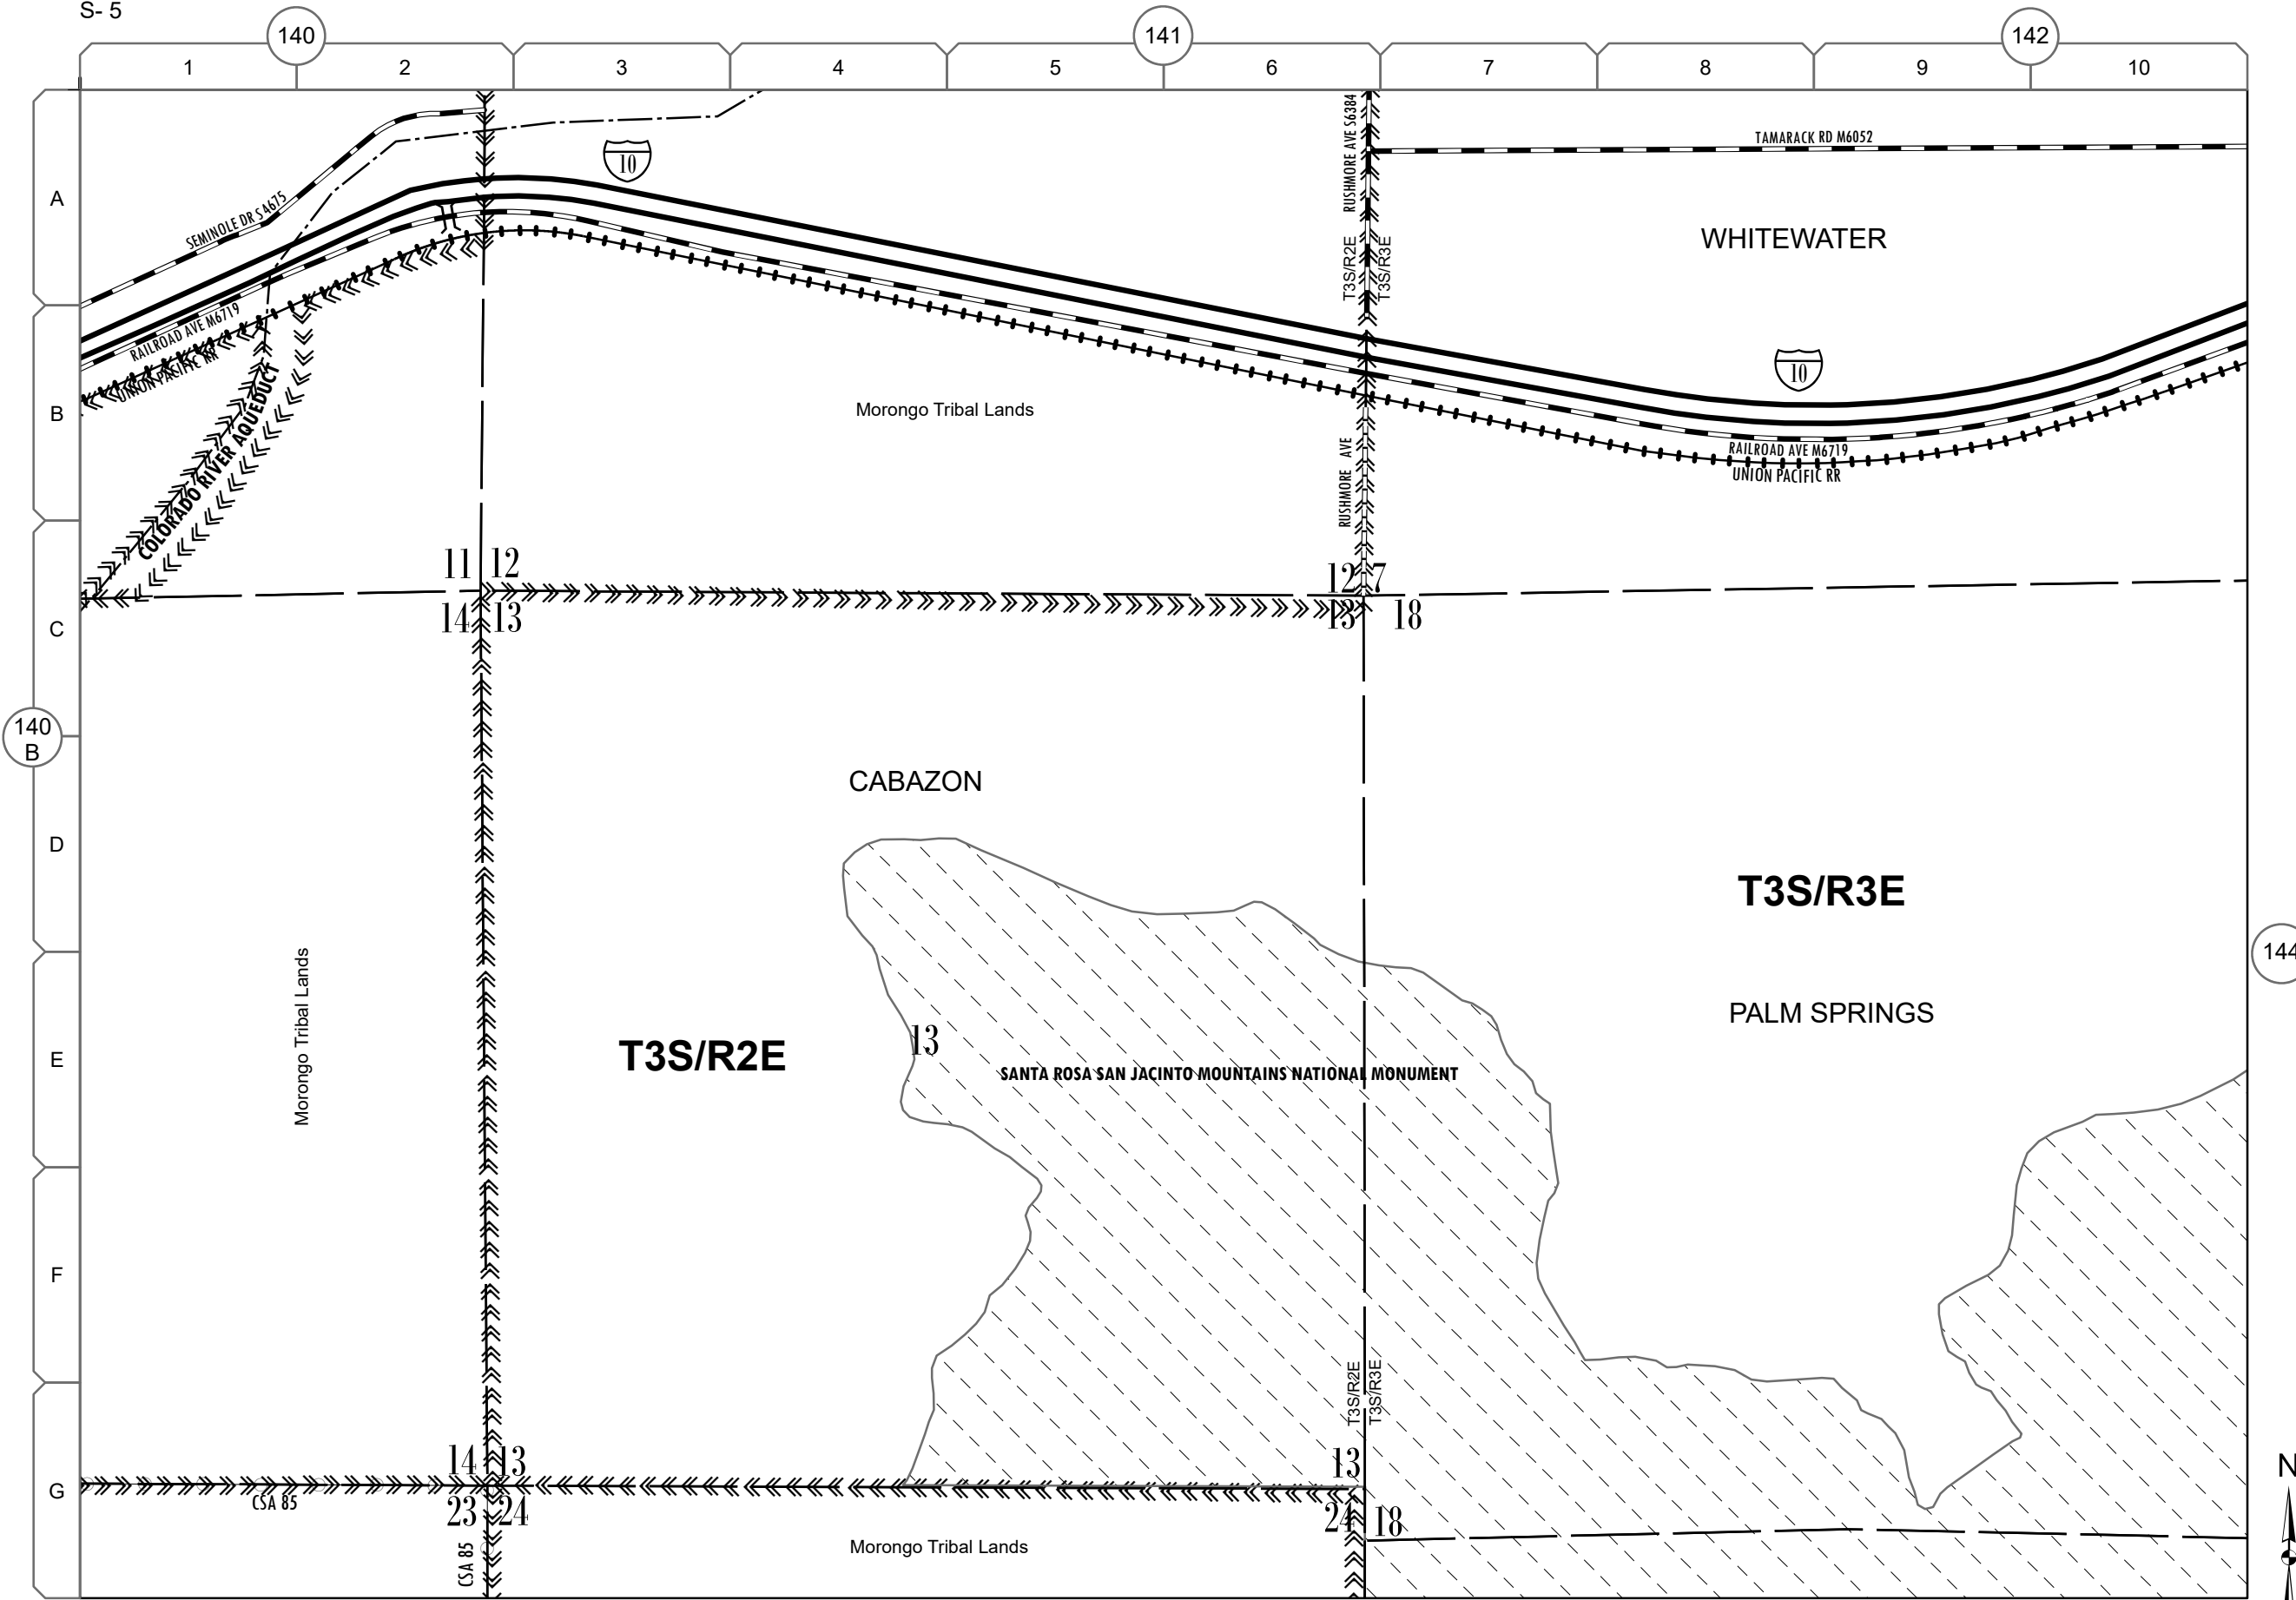 S- 5
140
141
142
1
2
3
4
5
6
7
8
9
10
A
B
C
D
E
F
G
140
B
144
N
SEMINOLE DR S4675
10
RUSHMORE AVE S6384
TAMARACK RD M6052
WHITEWATER
T3S/R2E
T3S/R3E
RAILROAD AVE M6719
UNION PACIFIC RR
COLORADO RIVER AQUEDUCT
Morongo Tribal Lands
10
RUSHMORE AVE
RAILROAD AVE M6719
UNION PACIFIC RR
11
12
14
13
12
7
13
18
CABAZON
T3S/R3E
PALM SPRINGS
Morongo Tribal Lands
T3S/R2E
13
SANTA ROSA SAN JACINTO MOUNTAINS NATIONAL MONUMENT
T3S/R2E
T3S/R3E
14
13
23
24
13
24
18
CSA 85
CSA 85
Morongo Tribal Lands